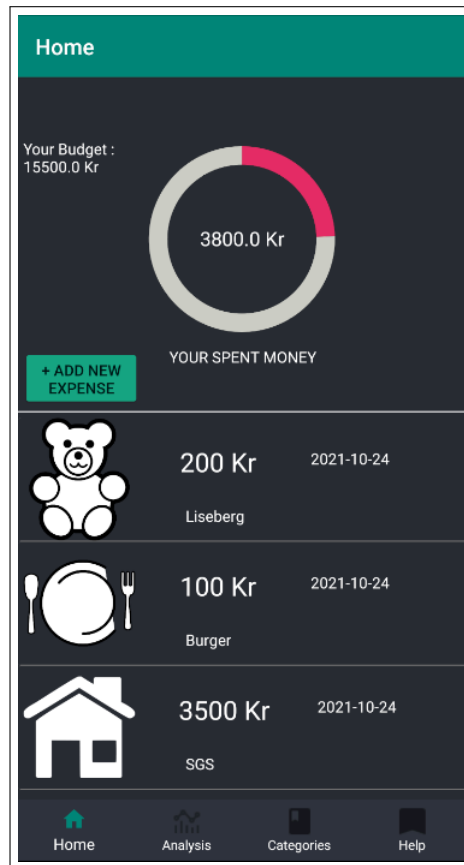 Home
Your Budget :
15500.0 Kr
3800.0 Kr
YOUR SPENT MONEY
+ ADD NEW
EXPENSE
200 Kr 2021-10-24
Liseberg
100 Kr 2021-10-24
Burger
3500 Kr 2021-10-24
SGS
Home Analysis Categories Help